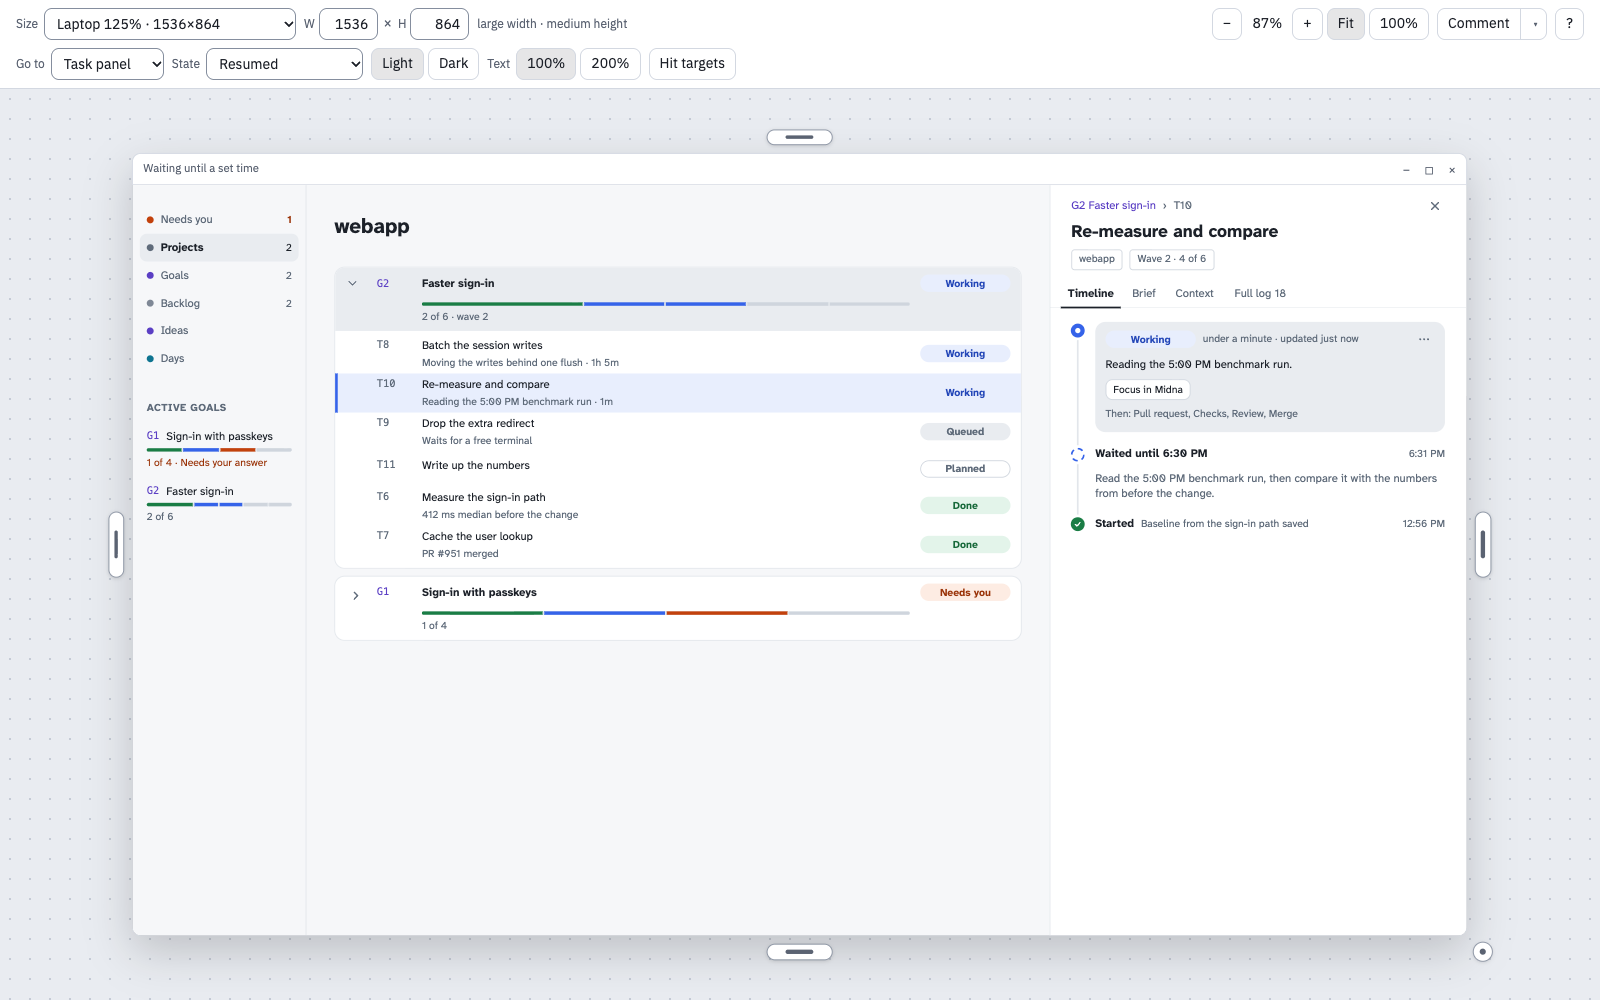 Size Laptop 125% · 1536×864 W 1536 × H 864 large width · medium height − 87% + Fit 100% Comment ?
Go to Task panel State Resumed Light Dark Text 100% 200% Hit targets
Waiting until a set time
Needs you 1
Projects 2
Goals 2
Backlog 2
Ideas
Days
ACTIVE GOALS
G1 Sign-in with passkeys
1 of 4 · Needs your answer
G2 Faster sign-in
2 of 6
webapp
G2 Faster sign-in Working
2 of 6 · wave 2
T8 Batch the session writes
Moving the writes behind one flush · 1h 5m
Working
T10 Re-measure and compare
Reading the 5:00 PM benchmark run · 1m
Working
T9 Drop the extra redirect
Waits for a free terminal
Queued
T11 Write up the numbers
Planned
T6 Measure the sign-in path
412 ms median before the change
Done
T7 Cache the user lookup
PR #951 merged
Done
G1 Sign-in with passkeys Needs you
1 of 4
G2 Faster sign-in › T10
Re-measure and compare
webapp Wave 2 · 4 of 6
Timeline Brief Context Full log 18
Working under a minute · updated just now ···
Reading the 5:00 PM benchmark run.
Focus in Midna
Then: Pull request, Checks, Review, Merge
Waited until 6:30 PM 6:31 PM
Read the 5:00 PM benchmark run, then compare it with the numbers
from before the change.
Started Baseline from the sign-in path saved 12:56 PM